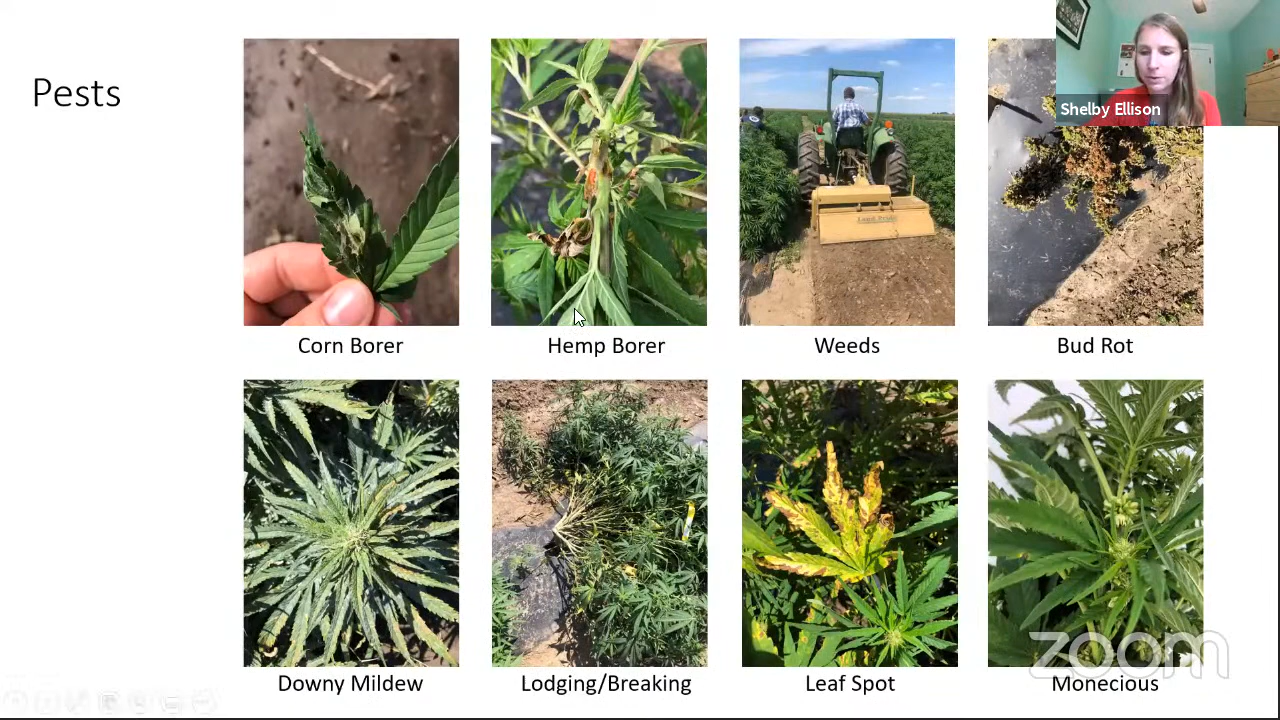 Pests
Shelby Ellison
Corn Borer
Hemp Borer
Weeds
Bud Rot
Downy Mildew
Lodging/Breaking
Leaf Spot
Monecious
zoom